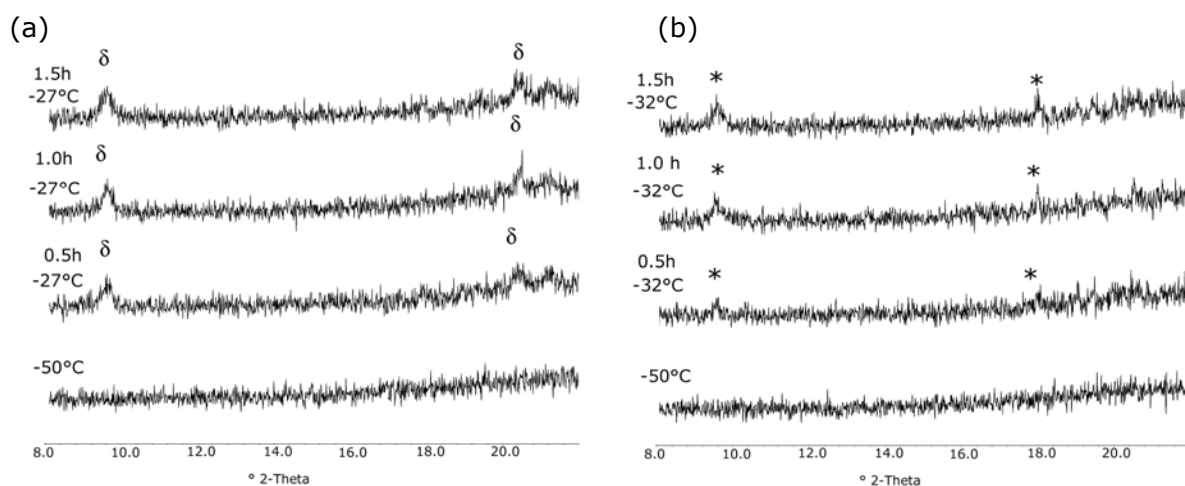 (a)
δ δ
1.5h
-27°C
δ δ
1.0h
-27°C
δ δ
0.5h
-27°C
-50°C
8.0 10.0 12.0 14.0 16.0 18.0 20.0
° 2-Theta
(b)
* *
1.5h
-32°C
* *
1.0 h
-32°C
* *
0.5h
-32°C
-50°C
8.0 10.0 12.0 14.0 16.0 18.0 20.0
° 2-Theta